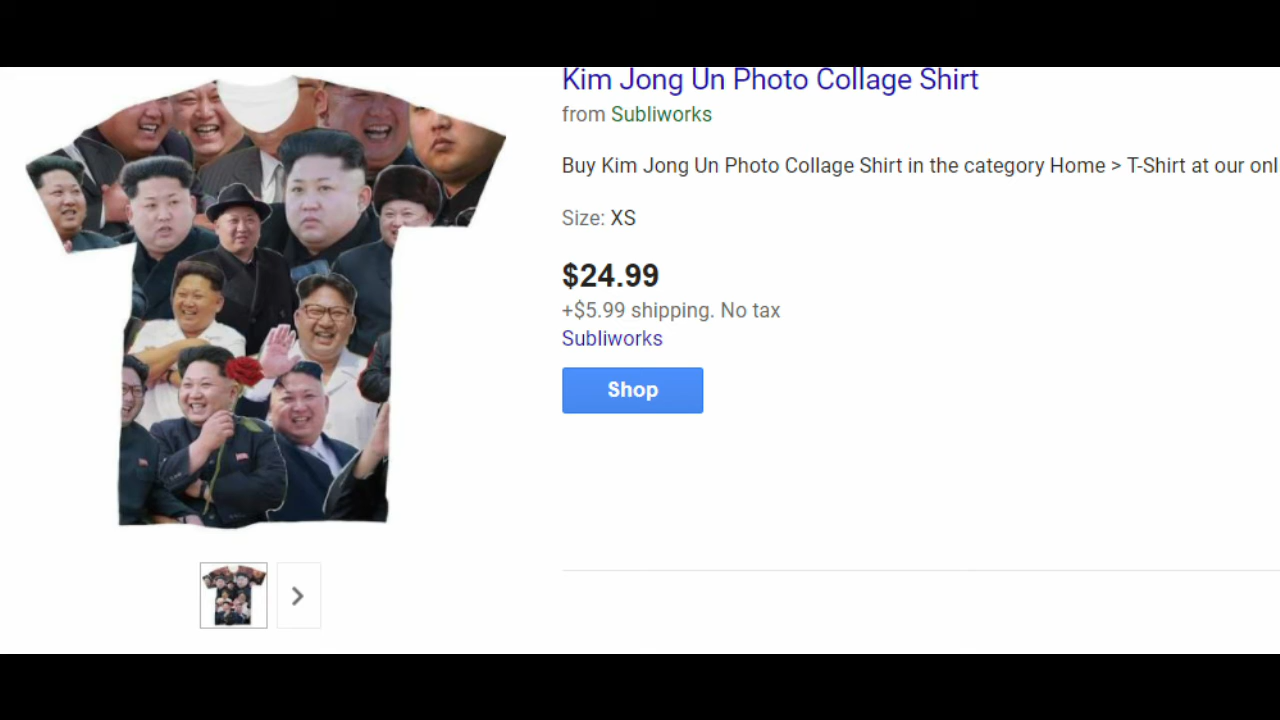 Kim Jong Un Photo Collage Shirt
from Subliworks
Buy Kim Jong Un Photo Collage Shirt in the category Home > T-Shirt at our onl
Size: XS
$24.99
+$5.99 shipping. No tax
Subliworks
Shop